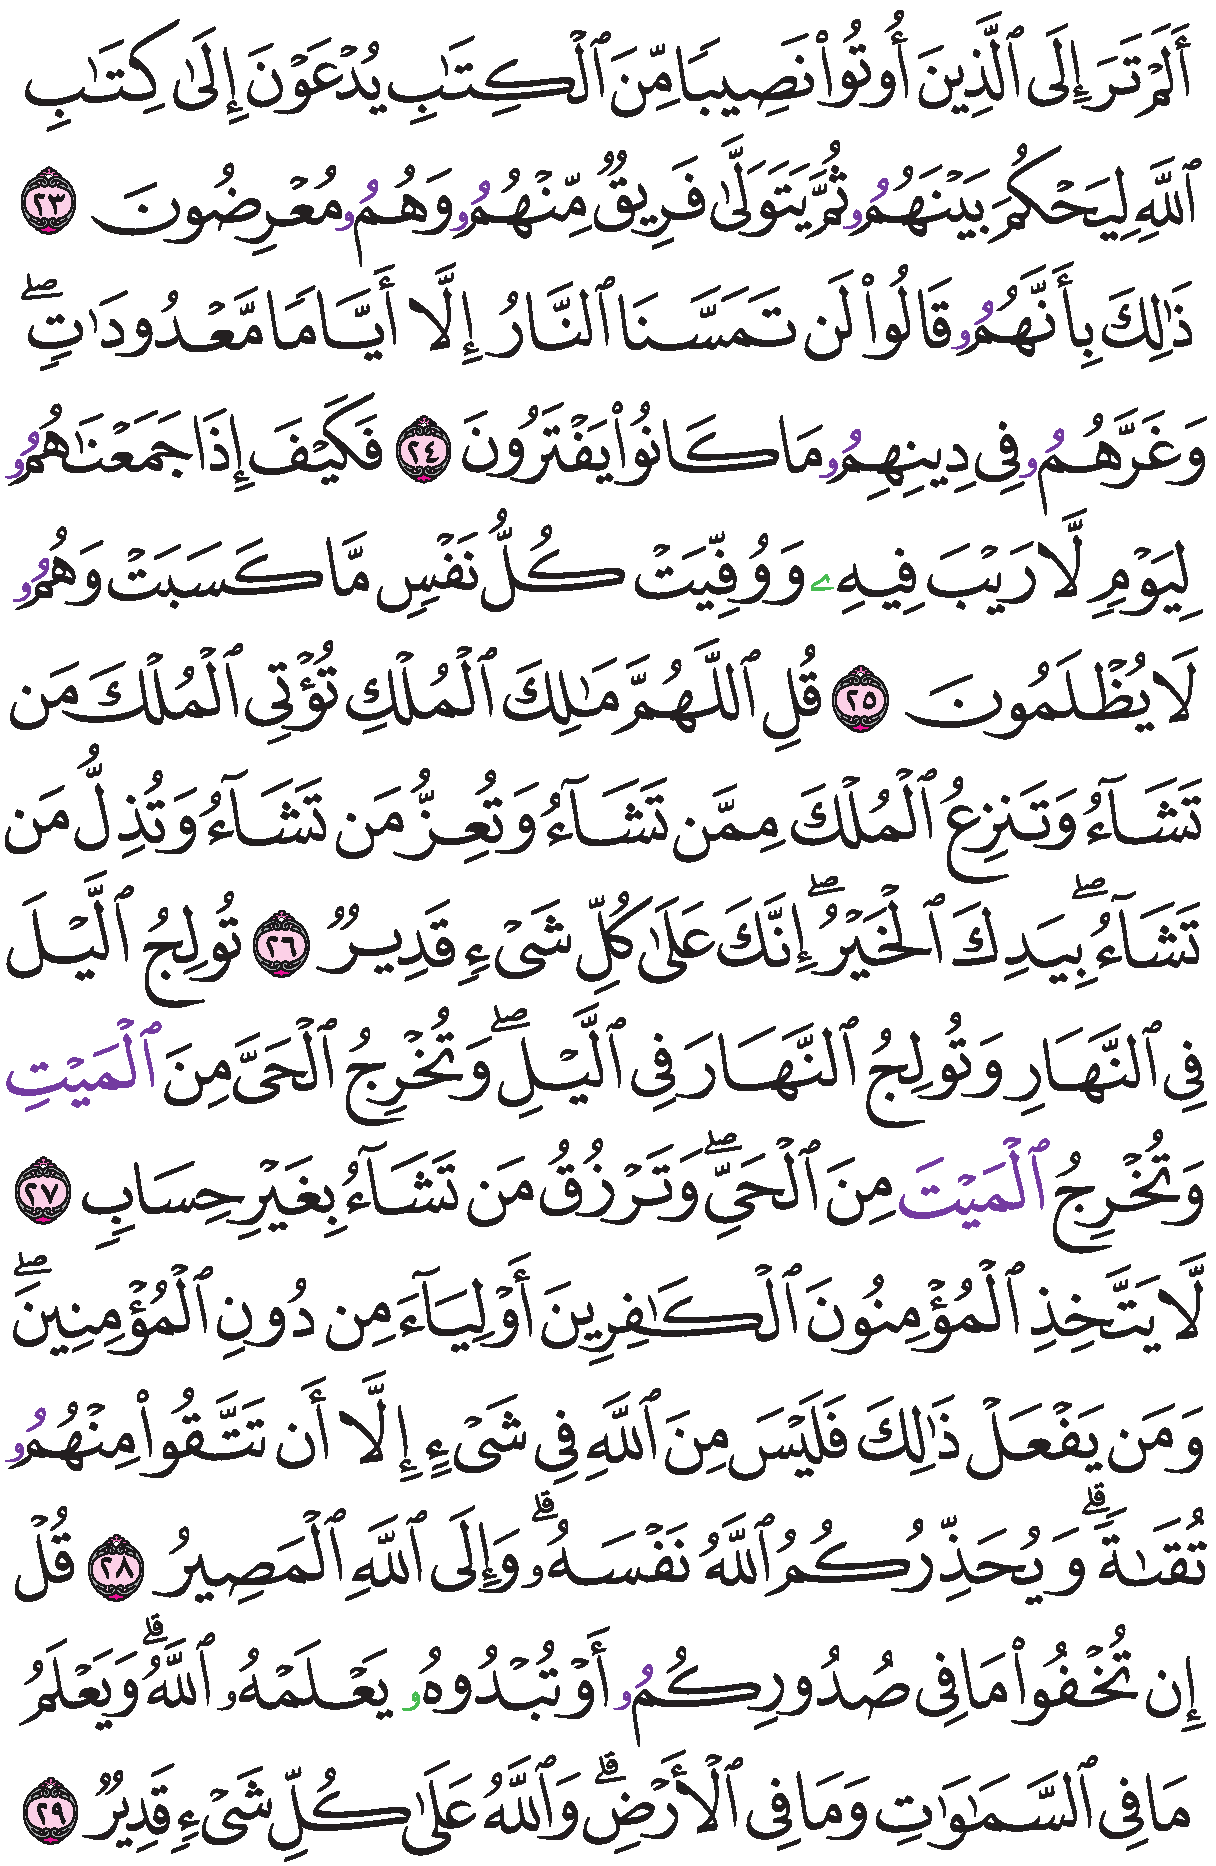 أَلَمْ تَرَ إِلَى ٱلَّذِينَ أُوتُوا۟ نَصِيبًا مِّنَ ٱلْكِتَٰبِ يُدْعَوْنَ إِلَىٰ كِتَٰبِ
ٱللَّهِ لِيَحْكُمَ بَيْنَهُمُۥ ثُمَّ يَتَوَلَّىٰ فَرِيقٌ مِّنْهُمُۥ وَهُمُۥ مُعْرِضُونَ ٢٣
ذَٰلِكَ بِأَنَّهُمُۥ قَالُوا۟ لَن تَمَسَّنَا ٱلنَّارُ إِلَّا أَيَّامًا مَّعْدُودَٰتٍ ۖ
وَغَرَّهُمُۥ فِى دِينِهِمُۥ مَا كَانُوا۟ يَفْتَرُونَ ٢٤ فَكَيْفَ إِذَا جَمَعْنَٰهُمُۥ
لِيَوْمٍ لَّا رَيْبَ فِيهِۦ وَوُفِّيَتْ كُلُّ نَفْسٍ مَّا كَسَبَتْ وَهُمُۥ
لَا يُظْلَمُونَ ٢٥ قُلِ ٱللَّهُمَّ مَٰلِكَ ٱلْمُلْكِ تُؤْتِى ٱلْمُلْكَ مَن
تَشَآءُ وَتَنزِعُ ٱلْمُلْكَ مِمَّن تَشَآءُ وَتُعِزُّ مَن تَشَآءُ وَتُذِلُّ مَن
تَشَآءُ ۖ بِيَدِكَ ٱلْخَيْرُ ۖ إِنَّكَ عَلَىٰ كُلِّ شَىْءٍ قَدِيرٌ ٢٦ تُولِجُ ٱلَّيْلَ
فِى ٱلنَّهَارِ وَتُولِجُ ٱلنَّهَارَ فِى ٱلَّيْلِ ۖ وَتُخْرِجُ ٱلْحَىَّ مِنَ ٱلْمَيْتِ
وَتُخْرِجُ ٱلْمَيْتَ مِنَ ٱلْحَىِّ ۖ وَتَرْزُقُ مَن تَشَآءُ بِغَيْرِ حِسَابٍ ٢٧
لَّا يَتَّخِذِ ٱلْمُؤْمِنُونَ ٱلْكَٰفِرِينَ أَوْلِيَآءَ مِن دُونِ ٱلْمُؤْمِنِينَ ۖ
وَمَن يَفْعَلْ ذَٰلِكَ فَلَيْسَ مِنَ ٱللَّهِ فِى شَىْءٍ إِلَّا أَن تَتَّقُوا۟ مِنْهُمُۥ
تُقَىٰةً ۗ وَيُحَذِّرُكُمُ ٱللَّهُ نَفْسَهُۥ ۗ وَإِلَى ٱللَّهِ ٱلْمَصِيرُ ٢٨ قُلْ
إِن تُخْفُوا۟ مَا فِى صُدُورِكُمُۥ أَوْ تُبْدُوهُۥ يَعْلَمْهُۥ ٱللَّهُ ۗ وَيَعْلَمُ
مَا فِى ٱلسَّمَٰوَٰتِ وَمَا فِى ٱلْأَرْضِ ۗ وَٱللَّهُ عَلَىٰ كُلِّ شَىْءٍ قَدِيرٌ ٢٩